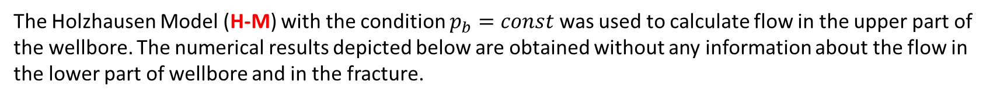 The Holzhausen Model (H-M) with the condition p_b = const was used to calculate flow in the upper part of
the wellbore. The numerical results depicted below are obtained without any information about the flow in
the lower part of wellbore and in the fracture.